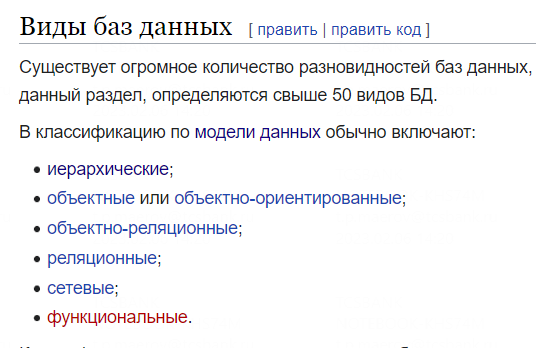 Виды баз данных [ править | править код ]
Существует огромное количество разновидностей баз данных,
данный раздел, определяются свыше 50 видов БД.
В классификацию по модели данных обычно включают:
• иерархические;
• объектные или объектно-ориентированные;
• объектно-реляционные;
• реляционные;
• сетевые;
• функциональные.